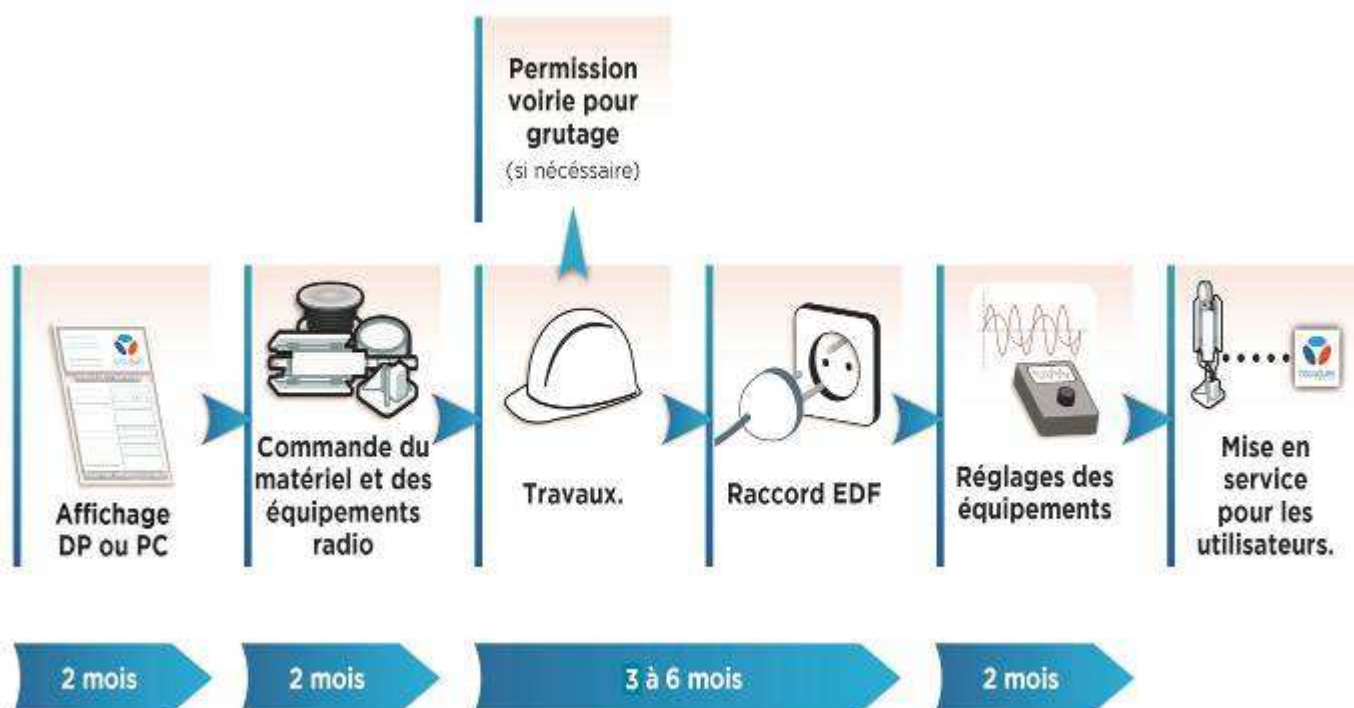 Permission
voirie pour
grutage
(si nécéssaire)
Affichage
DP ou PC
Commande du
matériel et des
équipements
radio
Travaux.
Raccord EDF
Réglages des
équipements
Mise en
service
pour les
utilisateurs.
2 mois
2 mois
3 à 6 mois
2 mois